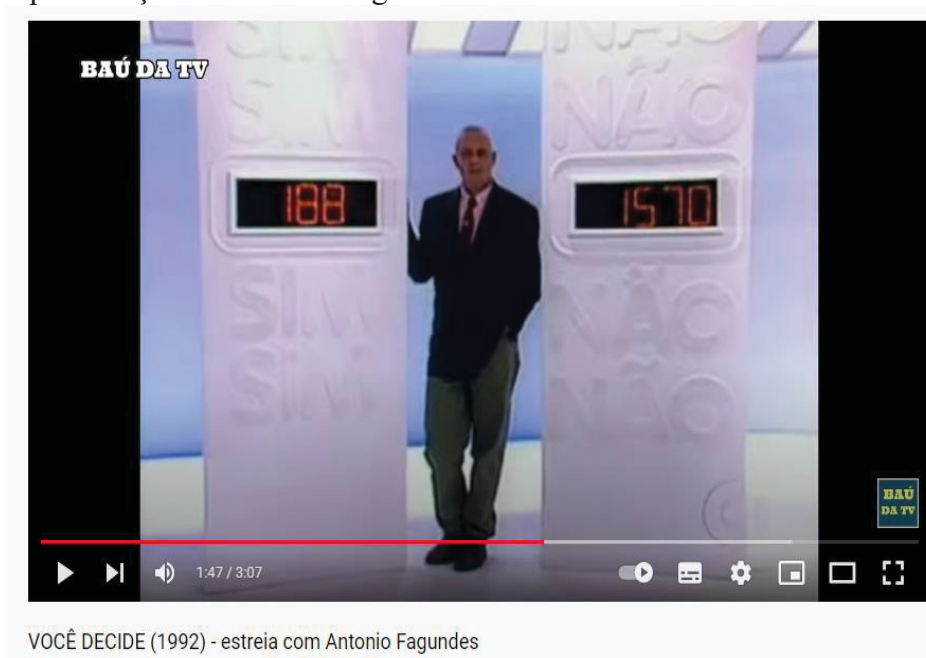 SIM
NÃO
BAÚ DA TV
SIM
NÃO
188
1570
SIM
NÃO
SIM
NÃO
BAÚ
DA TV
1:47 / 3:07
VOCÊ DECIDE (1992) - estreia com Antonio Fagundes